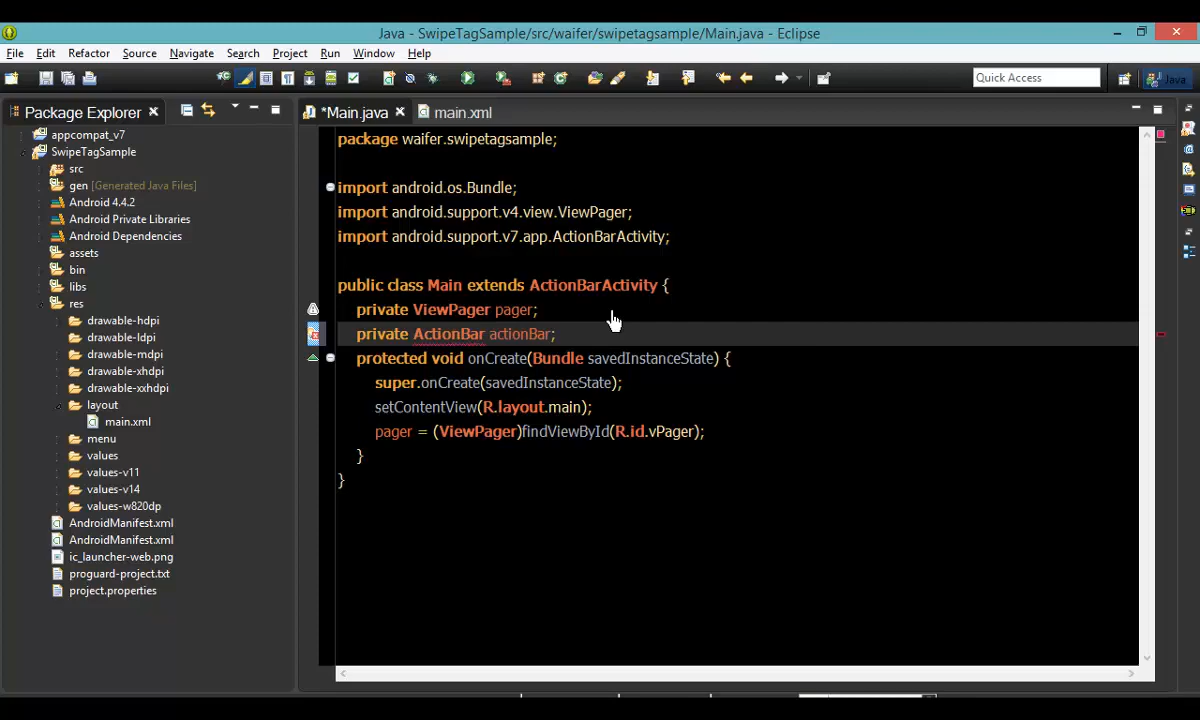 Java - SwipeTagSample/src/waifer/swipetagsample/Main.java - Eclipse
File Edit Refactor Source Navigate Search Project Run Window Help
Quick Access
Java
Package Explorer
*Main.java
main.xml
appcompat_v7
SwipeTagSample
src
gen [Generated Java Files]
Android 4.4.2
Android Private Libraries
Android Dependencies
assets
bin
libs
res
drawable-hdpi
drawable-ldpi
drawable-mdpi
drawable-xhdpi
drawable-xxhdpi
layout
main.xml
menu
values
values-v11
values-v14
values-w820dp
AndroidManifest.xml
AndroidManifest.xml
ic_launcher-web.png
proguard-project.txt
project.properties
package waifer.swipetagsample;
import android.os.Bundle;
import android.support.v4.view.ViewPager;
import android.support.v7.app.ActionBarActivity;
public class Main extends ActionBarActivity {
private ViewPager pager;
private ActionBar actionBar;
protected void onCreate(Bundle savedInstanceState) {
super.onCreate(savedInstanceState);
setContentView(R.layout.main);
pager = (ViewPager)findViewById(R.id.vPager);
}
}